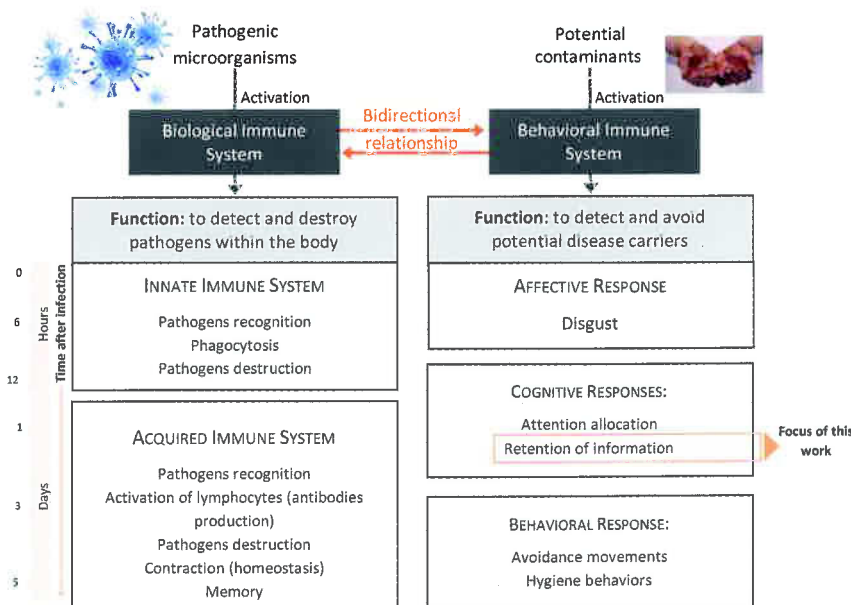 Pathogenic
microorganisms
Activation
Biological Immune
System
Bidirectional
relationship
Potential
contaminants
Activation
Behavioral Immune
System
Function: to detect and destroy
pathogens within the body
Function: to detect and avoid
potential disease carriers
Time after infection
Hours
0
6
12
Days
1
3
5
INNATE IMMUNE SYSTEM
Pathogens recognition
Phagocytosis
Pathogens destruction
ACQUIRED IMMUNE SYSTEM
Pathogens recognition
Activation of lymphocytes (antibodies
production)
Pathogens destruction
Contraction (homeostasis)
Memory
AFFECTIVE RESPONSE
Disgust
COGNITIVE RESPONSES:
Attention allocation
Retention of information
Focus of this
work
BEHAVIORAL RESPONSE:
Avoidance movements
Hygiene behaviors